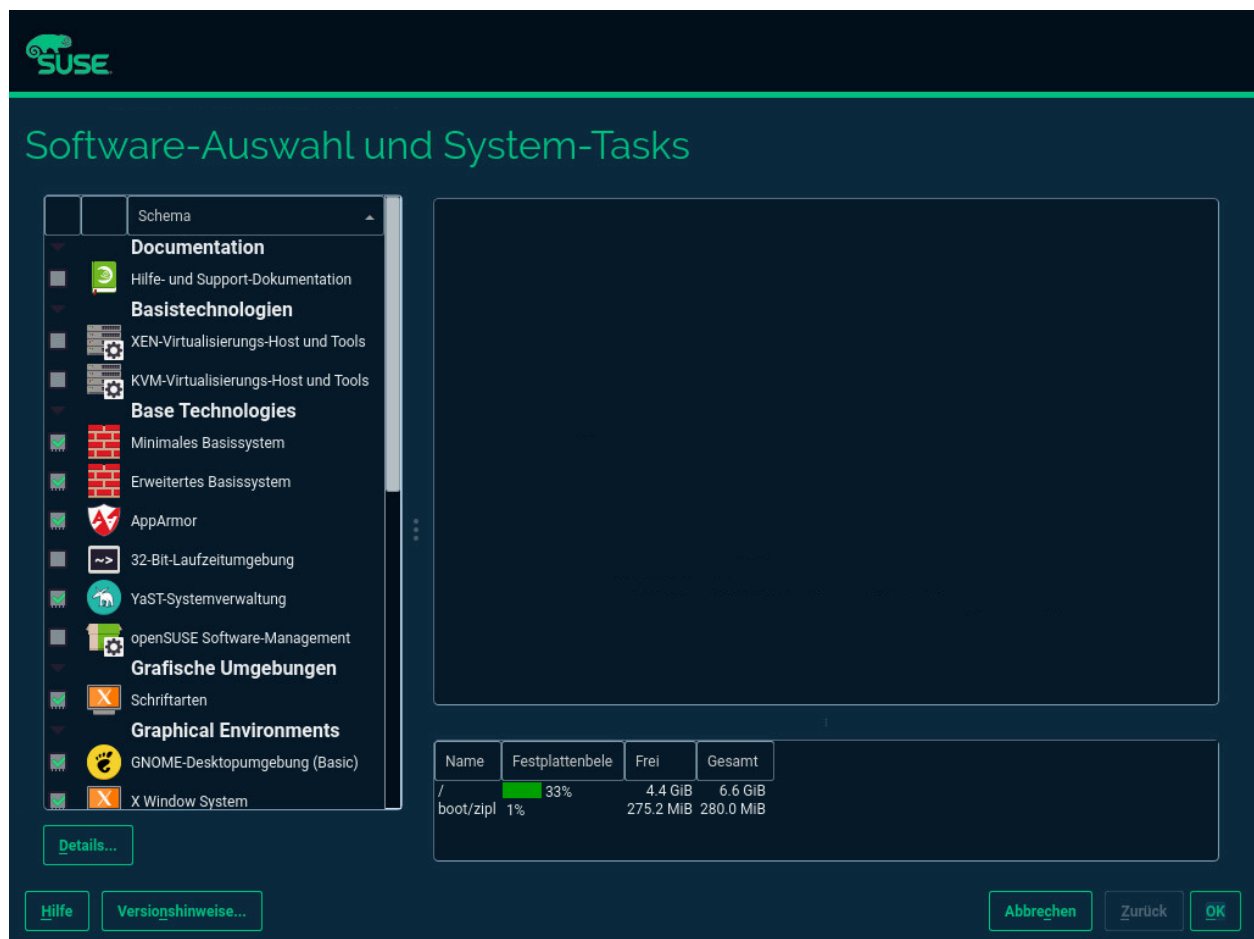 SUSE
Software-Auswahl und System-Tasks
Schema
Documentation
Hilfe- und Support-Dokumentation
Basistechnologien
XEN-Virtualisierungs-Host und Tools
KVM-Virtualisierungs-Host und Tools
Base Technologies
Minimales Basissystem
Erweitertes Basissystem
AppArmor
32-Bit-Laufzeitumgebung
YaST-Systemverwaltung
openSUSE Software-Management
Grafische Umgebungen
Schriftarten
Graphical Environments
GNOME-Desktopumgebung (Basic)
X Window System
Details...
Name Festplattenbele Frei Gesamt
/ 33% 4.4 GiB 6.6 GiB
boot/zipl 1% 275.2 MiB 280.0 MiB
Hilfe Versionshinweise... Abbrechen Zurück OK